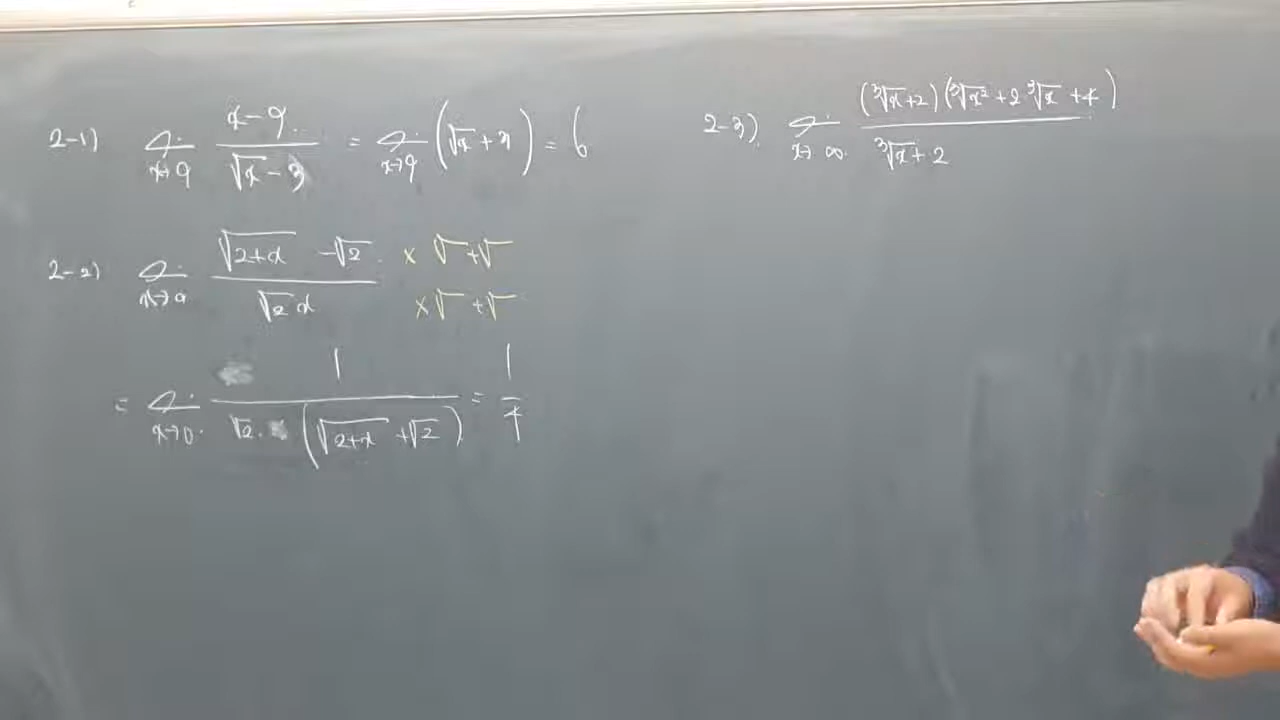 2-1) lim x→9 (x-9)/(√x - 3) = lim x→9 (√x + 3) = 6
2-2) lim x→0 (√(2+x) - √2)/(√2 x) × √ + √ / × √ + √
= lim x→0 1/(√2 · (√(2+x) + √2)) = 1/4
2-3) lim x→∞ (∛x + 2)(∛x² + 2∛x + 4)/(∛x + 2)